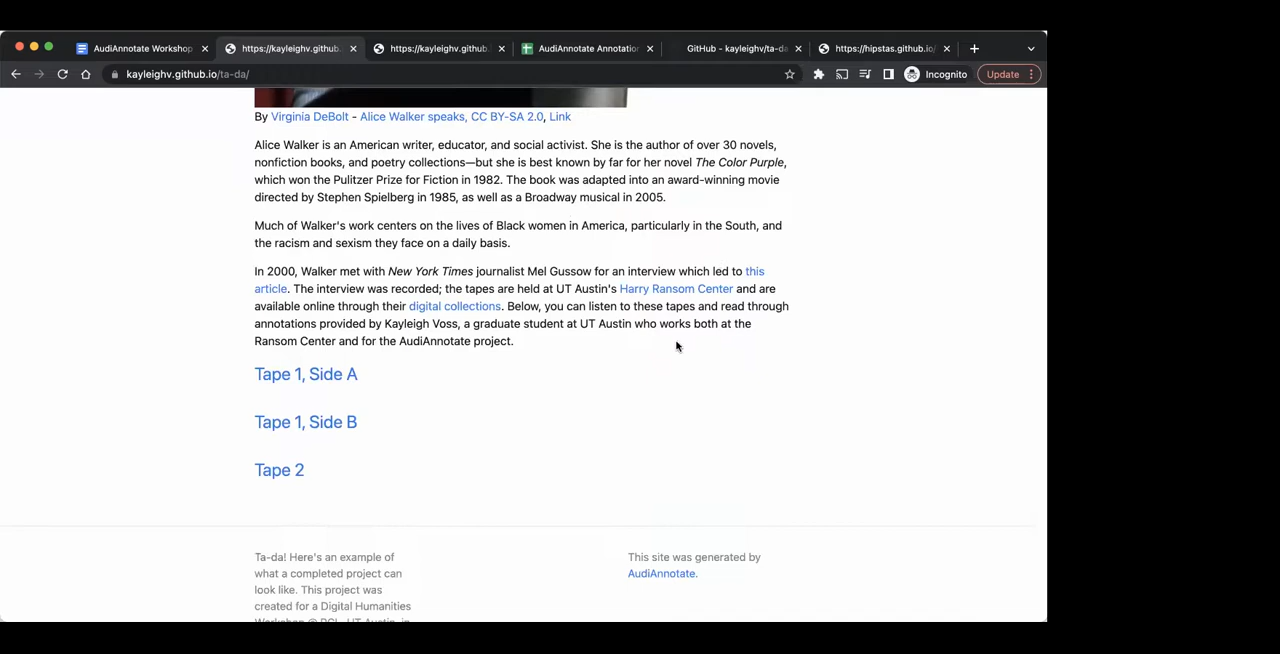 AudiAnnotate Workshop
https://kayleighv.github.
https://kayleighv.github.
AudiAnnotate Annotation
GitHub - kayleighv/ta-da
https://hipstas.github.io/
kayleighv.github.io/ta-da/
Incognito
Update
By Virginia DeBolt - Alice Walker speaks, CC BY-SA 2.0, Link
Alice Walker is an American writer, educator, and social activist. She is the author of over 30 novels,
nonfiction books, and poetry collections—but she is best known by far for her novel The Color Purple,
which won the Pulitzer Prize for Fiction in 1982. The book was adapted into an award-winning movie
directed by Stephen Spielberg in 1985, as well as a Broadway musical in 2005.
Much of Walker's work centers on the lives of Black women in America, particularly in the South, and
the racism and sexism they face on a daily basis.
In 2000, Walker met with New York Times journalist Mel Gussow for an interview which led to this
article. The interview was recorded; the tapes are held at UT Austin's Harry Ransom Center and are
available online through their digital collections. Below, you can listen to these tapes and read through
annotations provided by Kayleigh Voss, a graduate student at UT Austin who works both at the
Ransom Center and for the AudiAnnotate project.
Tape 1, Side A
Tape 1, Side B
Tape 2
Ta-da! Here's an example of
what a completed project can
look like. This project was
created for a Digital Humanities
This site was generated by
AudiAnnotate.